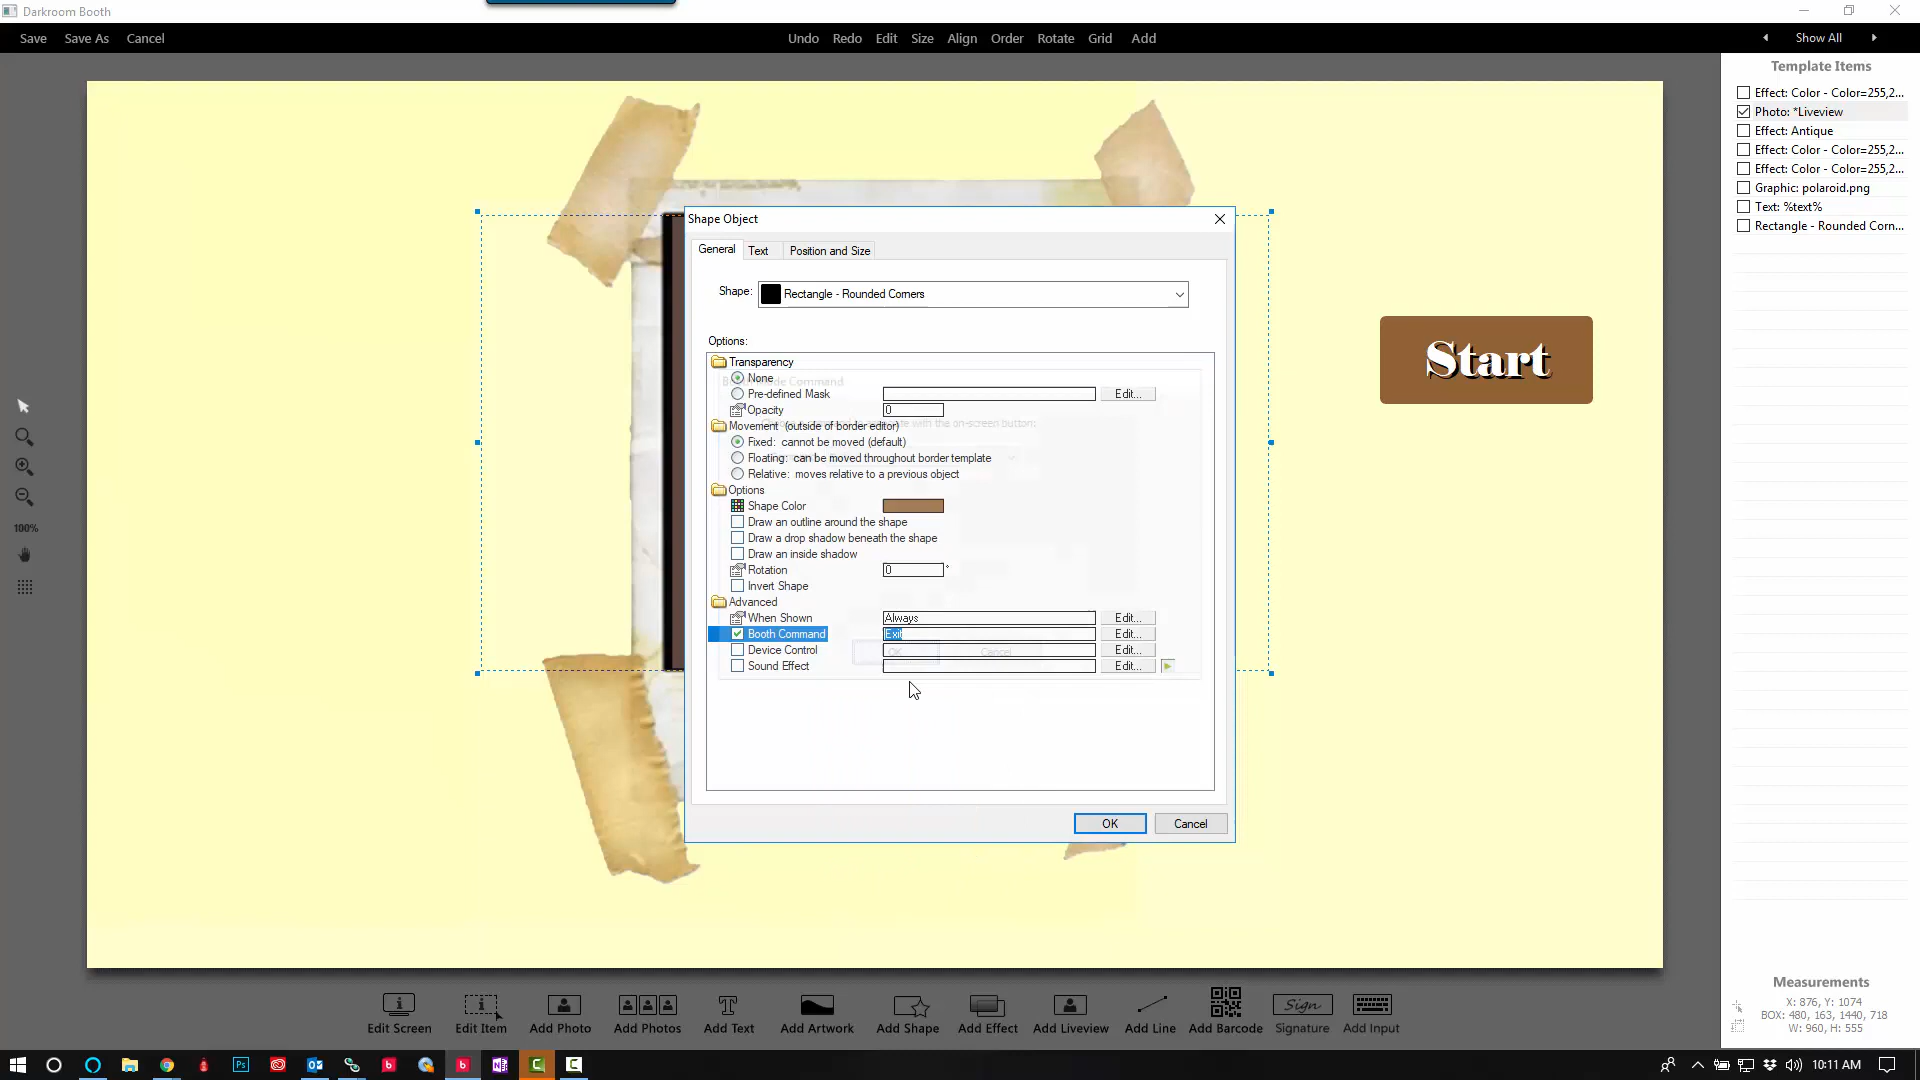 Darkroom Booth
Save Save As Cancel Undo Redo Edit Size Align Order Rotate Grid Add Show All
Template Items
Effect: Color - Color=255,2...
Photo: *Liveview
Effect: Antique
Effect: Color - Color=255,2...
Effect: Color - Color=255,2...
Graphic: polaroid.png
Text: %text%
Rectangle - Rounded Corn...
Shape Object
General Text Position and Size
Shape: Rectangle - Rounded Corners
Options:
Transparency
None
Pre-defined Mask Edit...
Opacity 0
Movement (outside of border editor)
Fixed: cannot be moved (default)
Floating: can be moved throughout border template
Relative: moves relative to a previous object
Options
Shape Color
Draw an outline around the shape
Draw a drop shadow beneath the shape
Draw an inside shadow
Rotation 0 °
Invert Shape
Advanced
When Shown Always Edit...
Booth Command Exit Edit...
Device Control Edit...
Sound Effect Edit...
OK Cancel
OK Cancel
Start
100%
Measurements
X: 876, Y: 1074
BOX: 480, 163, 1440, 718
W: 960, H: 555
Edit Screen Edit Item Add Photo Add Photos Add Text Add Artwork Add Shape Add Effect Add Liveview Add Line Add Barcode Sign Signature Add Input
Ps
10:11 AM